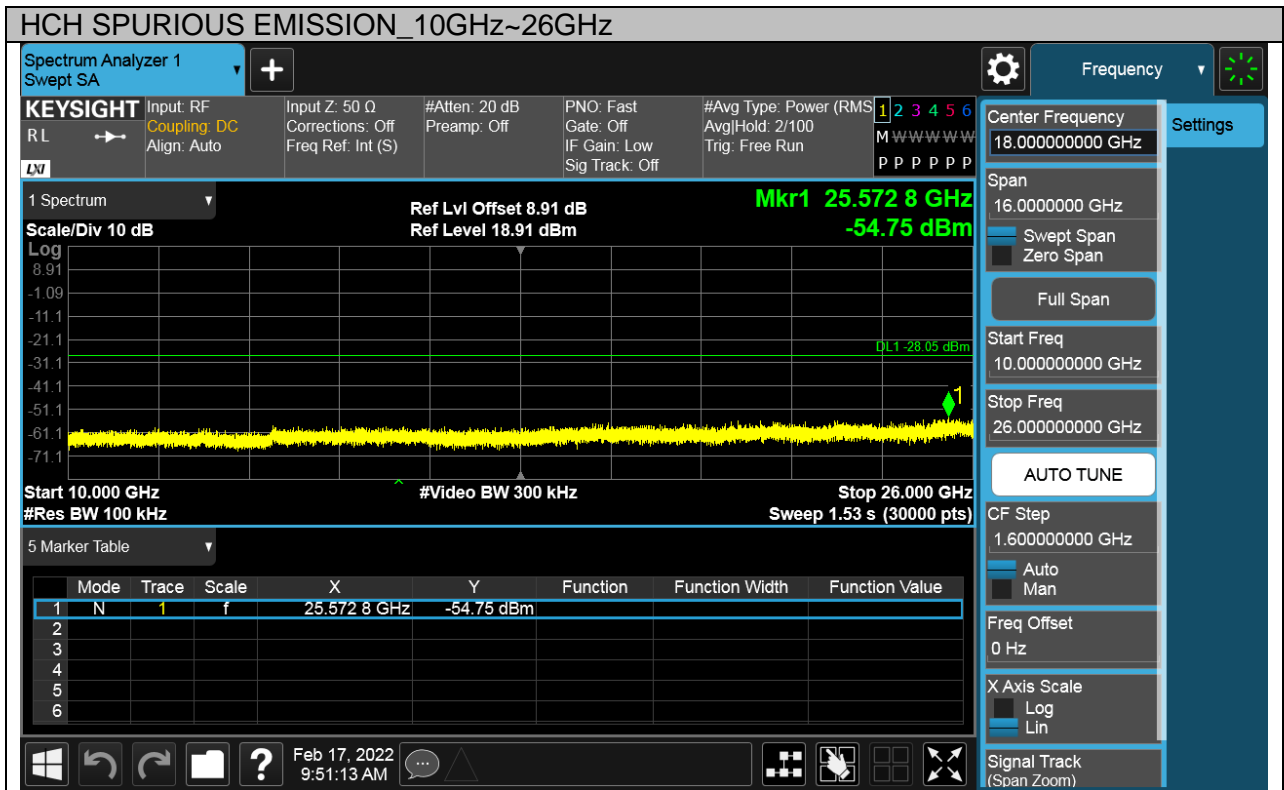 HCH SPURIOUS EMISSION_10GHz~26GHz
Spectrum Analyzer 1
Swept SA
+
Frequency
KEYSIGHT
RL
LXI
Input: RF
Coupling: DC
Align: Auto
Input Z: 50 Ω
Corrections: Off
Freq Ref: Int (S)
#Atten: 20 dB
Preamp: Off
PNO: Fast
Gate: Off
IF Gain: Low
Sig Track: Off
#Avg Type: Power (RMS
Avg|Hold: 2/100
Trig: Free Run
1 2 3 4 5 6
M W W W W W
P P P P P P
1 Spectrum
Scale/Div 10 dB
Ref Lvl Offset 8.91 dB
Ref Level 18.91 dBm
Mkr1 25.572 8 GHz
-54.75 dBm
Log
8.91
-1.09
-11.1
-21.1
-31.1
-41.1
-51.1
-61.1
-71.1
DL1 -28.05 dBm
1
Start 10.000 GHz
#Video BW 300 kHz
Stop 26.000 GHz
#Res BW 100 kHz
Sweep 1.53 s (30000 pts)
5 Marker Table
Mode Trace Scale X Y Function Function Width Function Value
1 N 1 f 25.572 8 GHz -54.75 dBm
2
3
4
5
6
Feb 17, 2022
9:51:13 AM
?
Center Frequency
18.000000000 GHz
Settings
Span
16.0000000 GHz
Swept Span
Zero Span
Full Span
Start Freq
10.000000000 GHz
Stop Freq
26.000000000 GHz
AUTO TUNE
CF Step
1.600000000 GHz
Auto
Man
Freq Offset
0 Hz
X Axis Scale
Log
Lin
Signal Track
(Span Zoom)